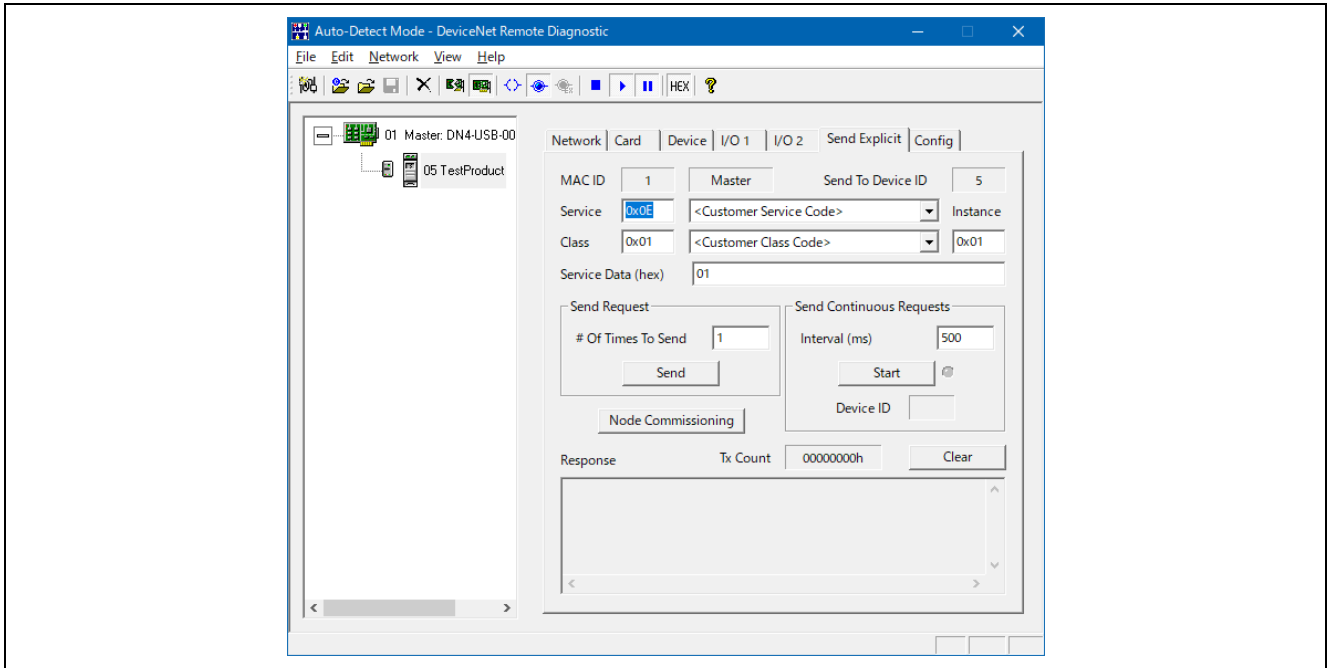 Auto-Detect Mode - DeviceNet Remote Diagnostic
File Edit Network View Help
HEX
01 Master: DN4-USB-00
05 TestProduct
Network Card Device I/O 1 I/O 2 Send Explicit Config
MAC ID 1 Master Send To Device ID 5
Service 0x0E <Customer Service Code> Instance
Class 0x01 <Customer Class Code> 0x01
Service Data (hex) 01
Send Request Send Continuous Requests
# Of Times To Send 1 Interval (ms) 500
Send Start
Device ID
Node Commissioning
Response Tx Count 00000000h Clear